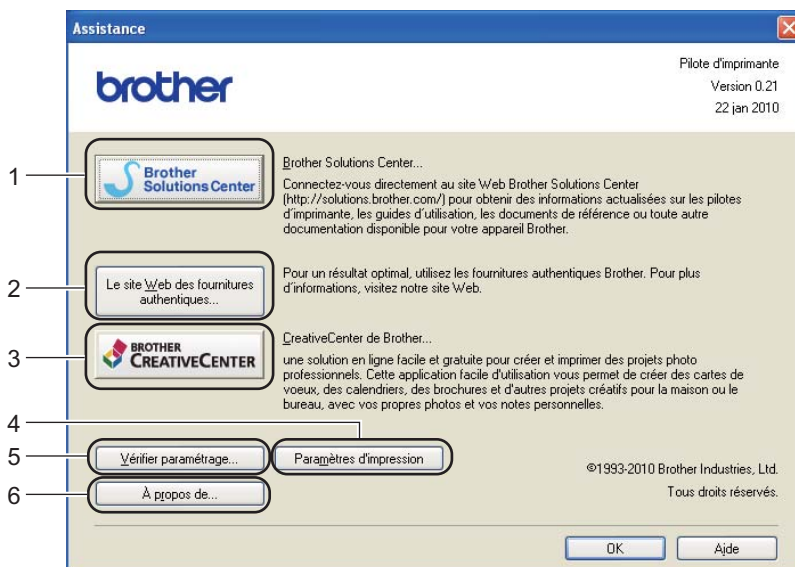 Assistance
brother
Pilote d'imprimante
Version 0.21
22 jan 2010
1
Brother
Solutions Center
Brother Solutions Center...
Connectez-vous directement au site Web Brother Solutions Center
(http://solutions.brother.com/) pour obtenir des informations actualisées sur les pilotes
d'imprimante, les guides d'utilisation, les documents de référence ou toute autre
documentation disponible pour votre appareil Brother.
2
Le site Web des fournitures
authentiques...
Pour un résultat optimal, utilisez les fournitures authentiques Brother. Pour plus
d'informations, visitez notre site Web.
3
BROTHER
CREATIVECENTER
CreativeCenter de Brother...
une solution en ligne facile et gratuite pour créer et imprimer des projets photo
professionnels. Cette application facile d'utilisation vous permet de créer des cartes de
voeux, des calendriers, des brochures et d'autres projets créatifs pour la maison ou le
bureau, avec vos propres photos et vos notes personnelles.
4
5
Vérifier paramétrage...
Paramètres d'impression
6
À propos de...
©1993-2010 Brother Industries, Ltd.
Tous droits réservés.
OK
Aide